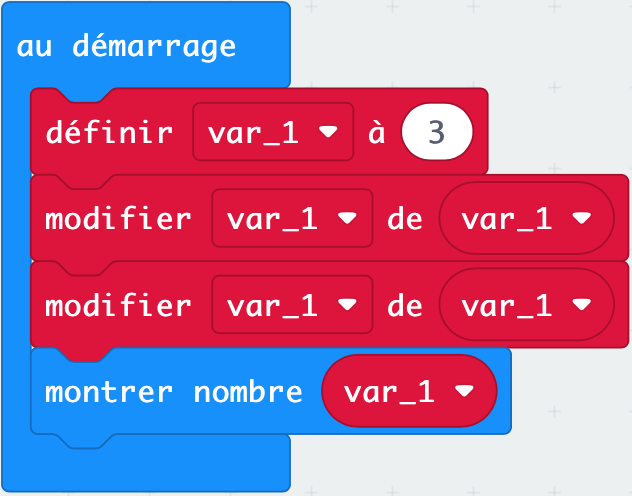 au démarrage
définir var_1 à 3
modifier var_1 de var_1
modifier var_1 de var_1
montrer nombre var_1